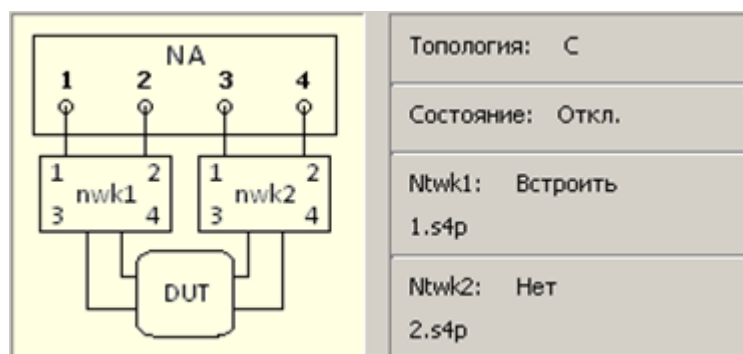 NA
1 2 3 4
1 2 1 2
nwk1 nwk2
3 4 3 4
DUT
Топология: C
Состояние: Откл.
Ntwk1: Встроить
1.s4p
Ntwk2: Нет
2.s4p